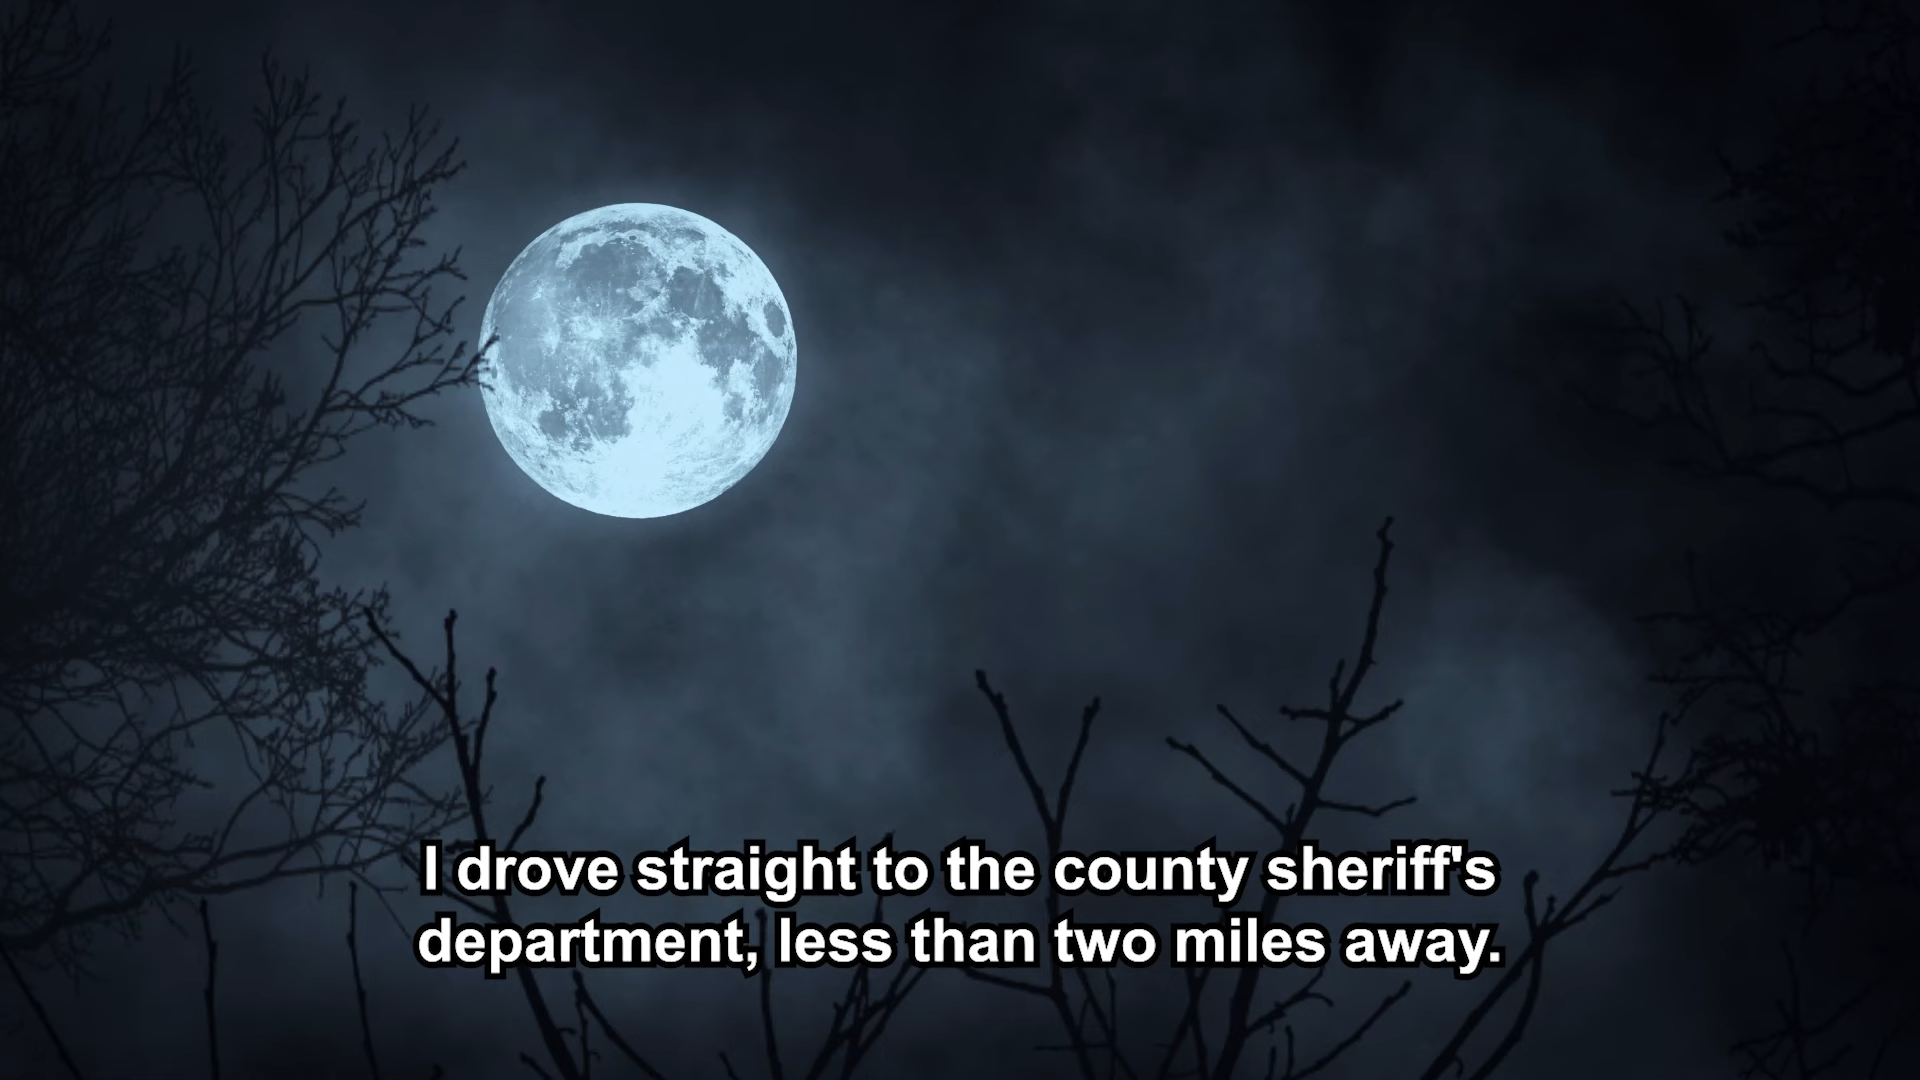 I drove straight to the county sheriff's
department, less than two miles away.